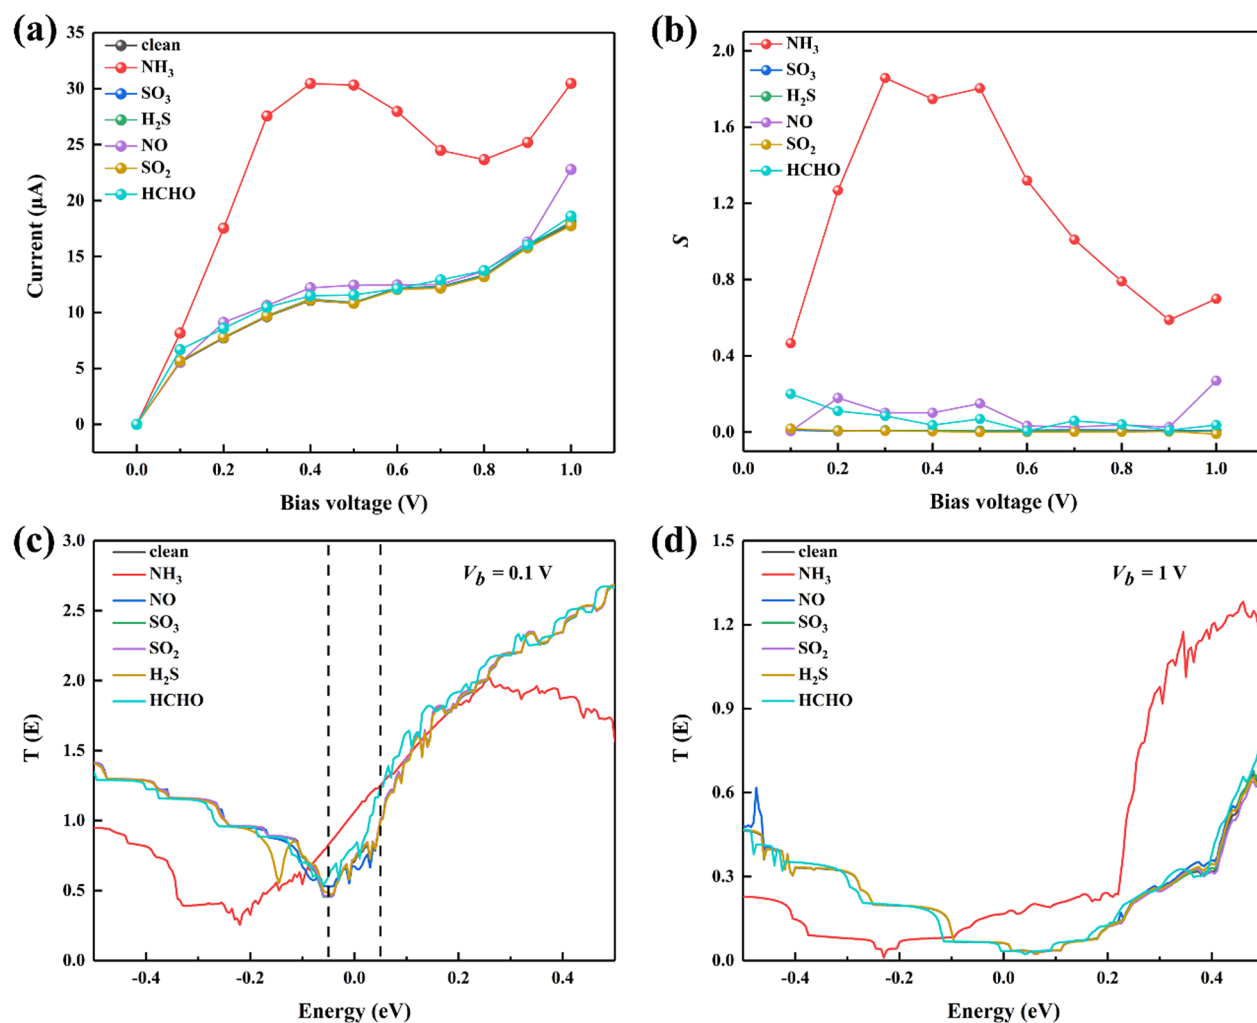 (a)
clean
NH3
SO3
H2S
NO
SO2
HCHO
35
30
25
20
15
10
5
0
Current (μA)
0.0 0.2 0.4 0.6 0.8 1.0
Bias voltage (V)
(b)
NH3
SO3
H2S
NO
SO2
HCHO
2.0
1.6
1.2
0.8
0.4
0.0
S
0.0 0.2 0.4 0.6 0.8 1.0
Bias voltage (V)
(c)
clean
NH3
NO
SO3
SO2
H2S
HCHO
Vb = 0.1 V
3.0
2.5
2.0
1.5
1.0
0.5
0.0
T (E)
-0.4 -0.2 0.0 0.2 0.4
Energy (eV)
(d)
clean
NH3
NO
SO3
SO2
H2S
HCHO
Vb = 1 V
1.5
1.2
0.9
0.6
0.3
0.0
T (E)
-0.4 -0.2 0.0 0.2 0.4
Energy (eV)